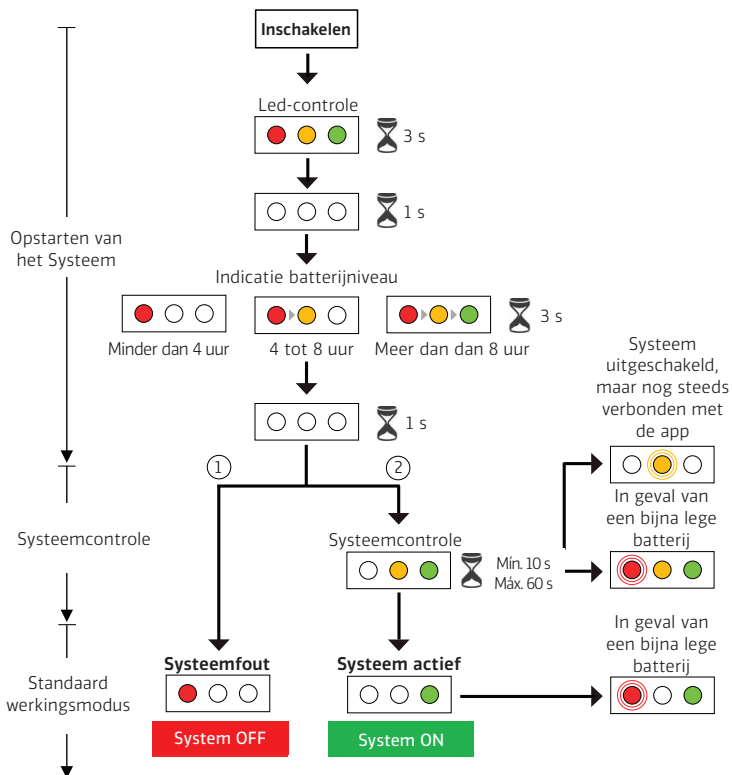 Inschakelen
Led-controle
3 s
1 s
Opstarten van
het Systeem
Indicatie batterijniveau
3 s
Minder dan 4 uur
4 tot 8 uur
Meer dan dan 8 uur
1 s
Systeem
uitgeschakeld,
maar nog steeds
verbonden met
de app
1
2
In geval van
een bijna lege
batterij
Systeemcontrole
Systeemcontrole
Mín. 10 s
Máx. 60 s
In geval van
een bijna lege
batterij
Standaard
werkingsmodus
Systeemfout
Systeem actief
System OFF
System ON